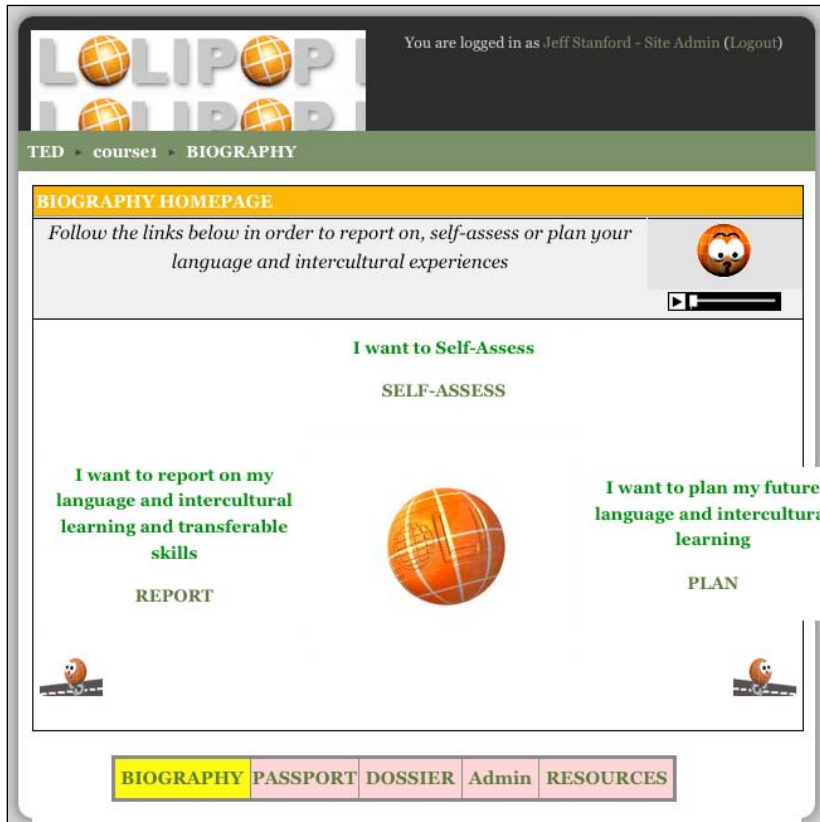 LOLIPOP
LOLIPOP
You are logged in as Jeff Stanford - Site Admin (Logout)
TED ► course1 ► BIOGRAPHY
BIOGRAPHY HOMEPAGE
Follow the links below in order to report on, self-assess or plan your
language and intercultural experiences
I want to Self-Assess
SELF-ASSESS
I want to report on my
language and intercultural
learning and transferable
skills
REPORT
I want to plan my future
language and intercultura
learning
PLAN
BIOGRAPHY PASSPORT DOSSIER Admin RESOURCES